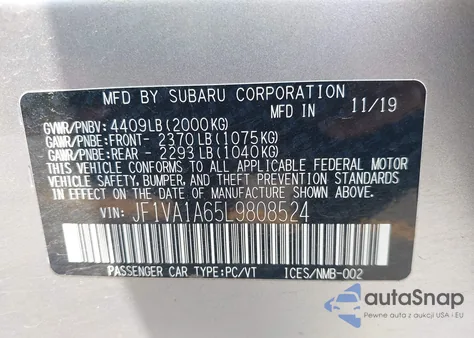 MFD BY SUBARU CORPORATION
GVWR/PNBV: 4409LB(2000KG) MFD IN 11/19
GAWR/PNBE:FRONT- 2370LB(1075KG)
GAWR/PNBE:REAR - 2293LB(1040KG)
THIS VEHICLE CONFORMS TO ALL APPLICABLE FEDERAL MOTOR
VEHICLE SAFETY, BUMPER, AND THEFT PREVENTION STANDARDS
IN EFFECT ON THE DATE OF MANUFACTURE SHOWN ABOVE.
VIN: JF1VA1A65L9808524
PASSENGER CAR TYPE:PC/VT ICES/NMB-002
autaSnap
Pewne auta z aukcji USA i EU